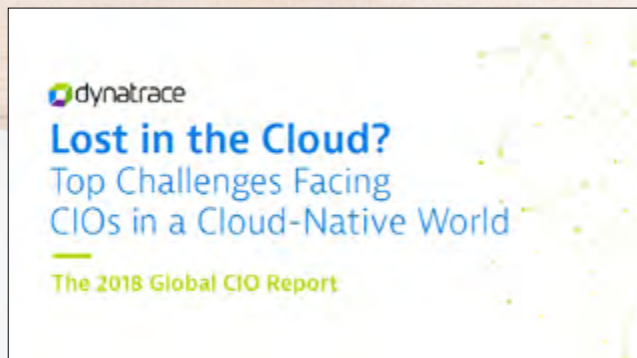 dynatrace
Lost in the Cloud?
Top Challenges Facing
CIOs in a Cloud-Native World
The 2018 Global CIO Report